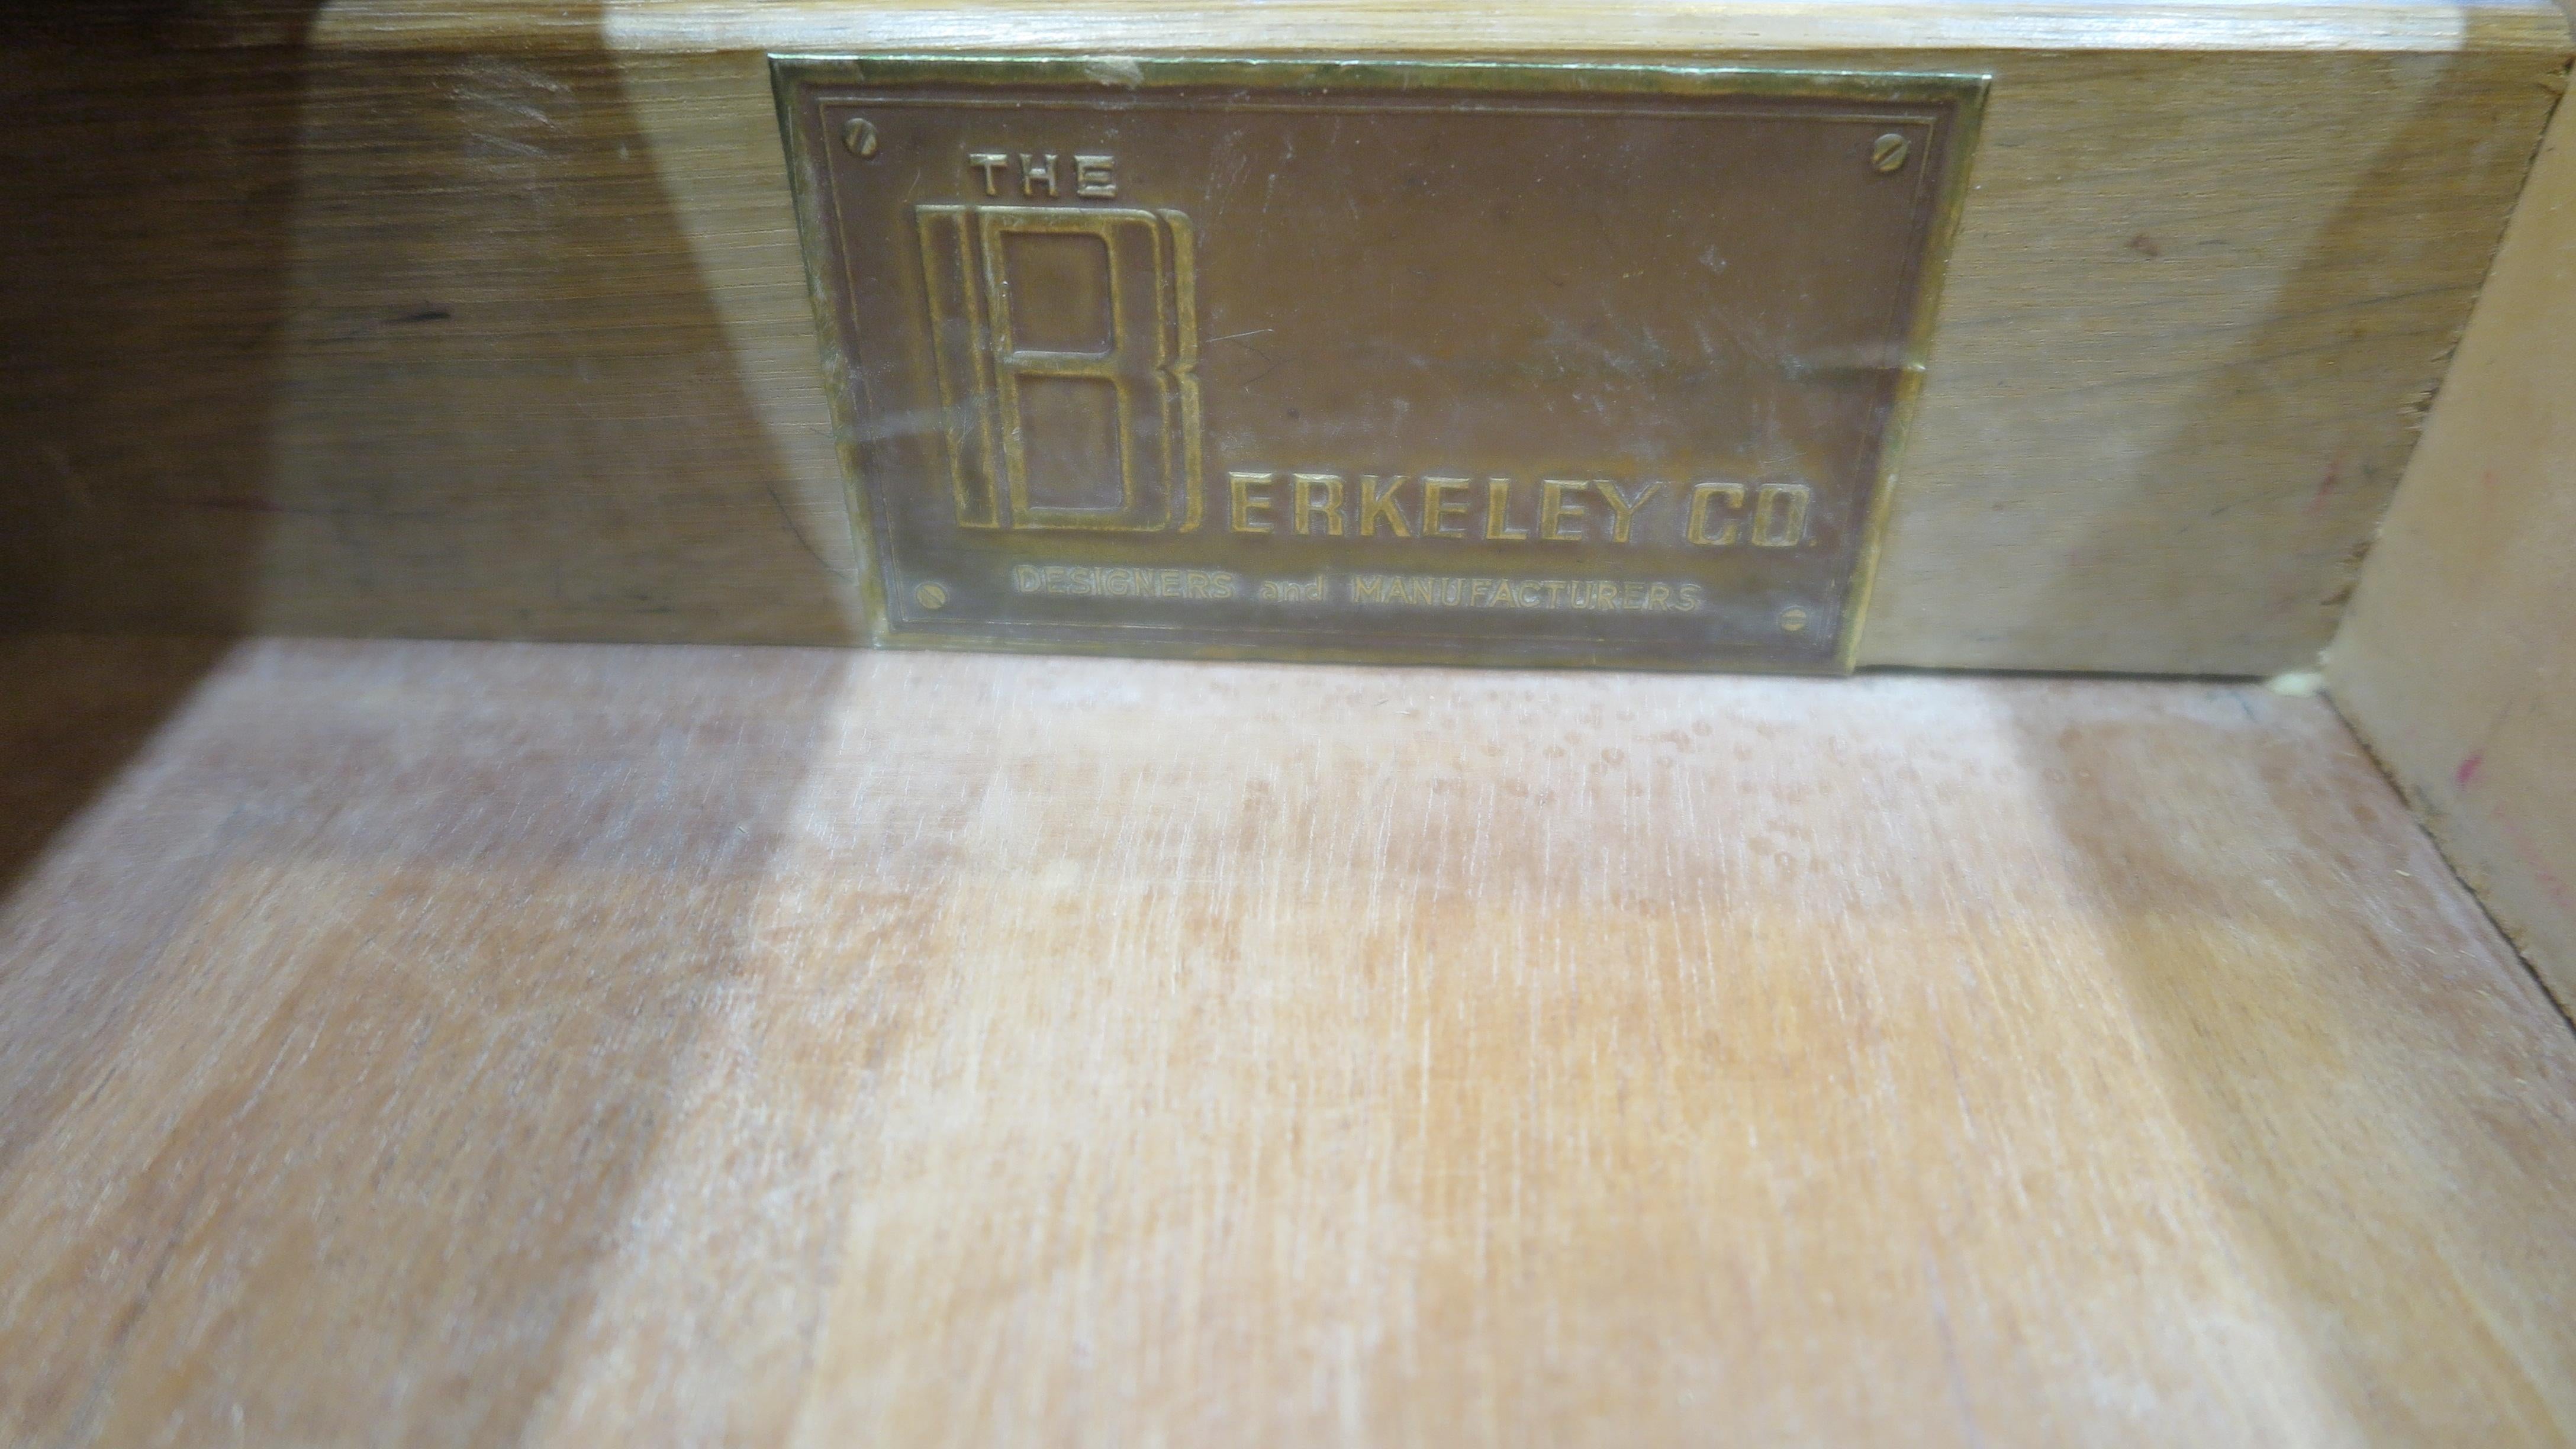 THE
BERKELEY CO.
DESIGNERS and MANUFACTURERS